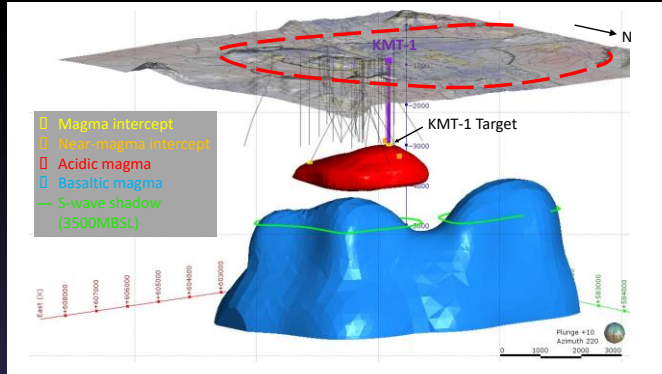 N
KMT-1
-2000
KMT-1 Target
-3000
Magma intercept
Near-magma intercept
Acidic magma
Basaltic magma
S-wave shadow
(3500MBSL)
East (X)
+608000
+607000
+606000
+605000
+604000
+603000
+583000
+584000
Plunge +10
Azimuth 220
0 1000 2000 3000